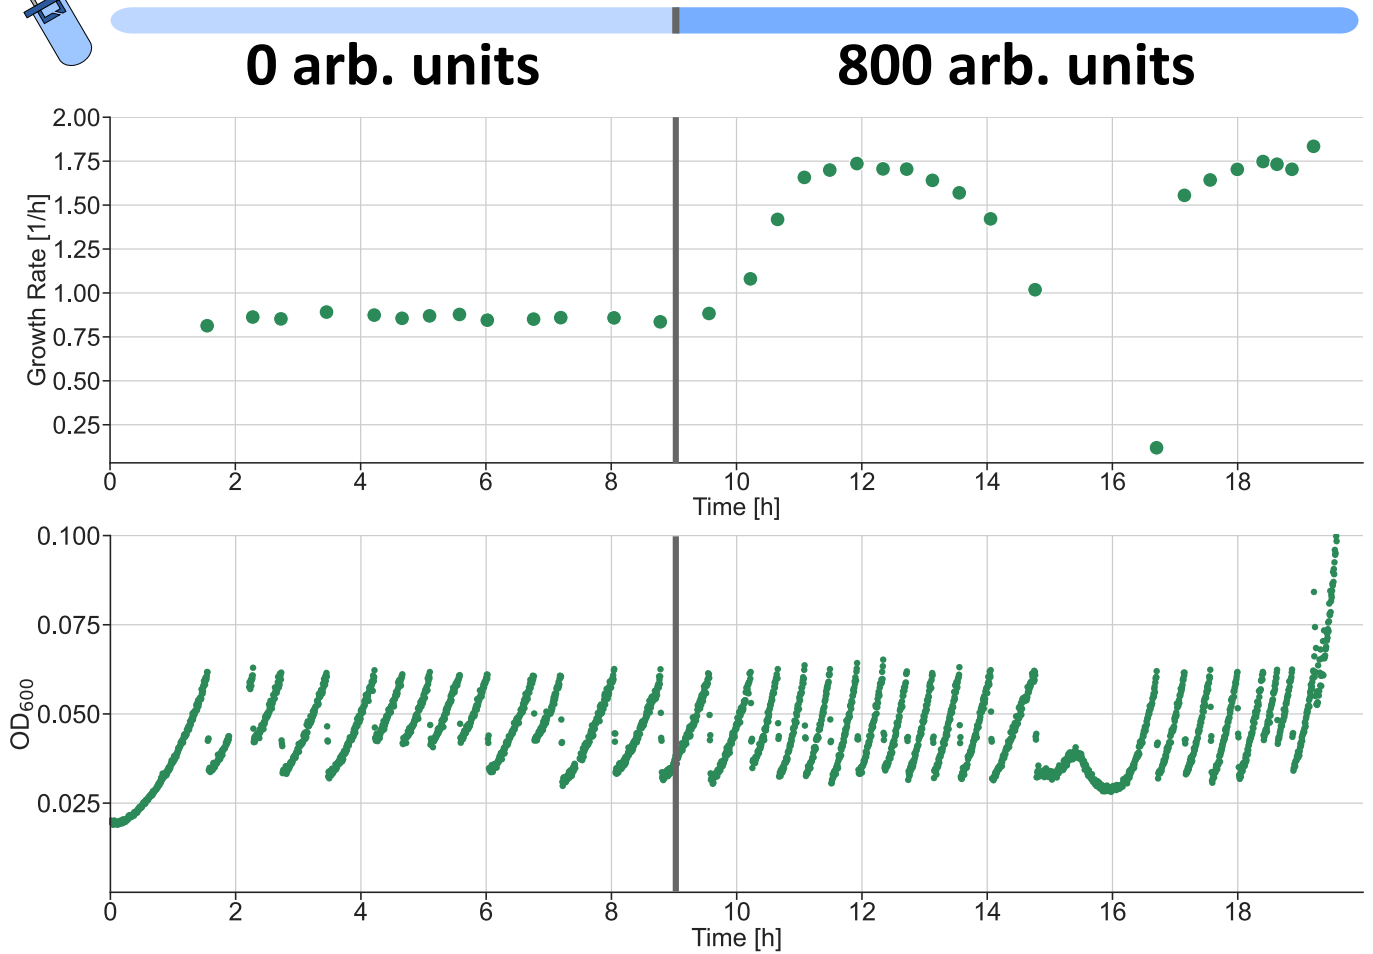 0 arb. units 800 arb. units
2.00
1.75
1.50
1.25
1.00
0.75
0.50
0.25
Growth Rate [1/h]
0 2 4 6 8 10 12 14 16 18
Time [h]
0.100
0.075
0.050
0.025
OD600
0 2 4 6 8 10 12 14 16 18
Time [h]